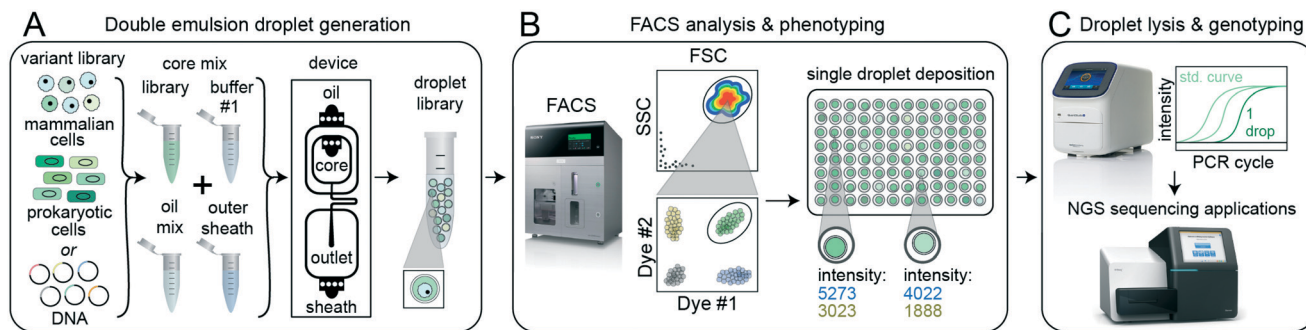 A Double emulsion droplet generation
variant library
mammalian
cells
prokaryotic
cells
or
DNA
core mix
library
buffer
#1
oil
mix
outer
sheath
device
oil
core
outlet
sheath
droplet
library
B FACS analysis & phenotyping
FACS
FSC
SSC
Dye #2
Dye #1
single droplet deposition
intensity:
5273
3023
intensity:
4022
1888
C Droplet lysis & genotyping
intensity
std. curve
1
drop
PCR cycle
NGS sequencing applications